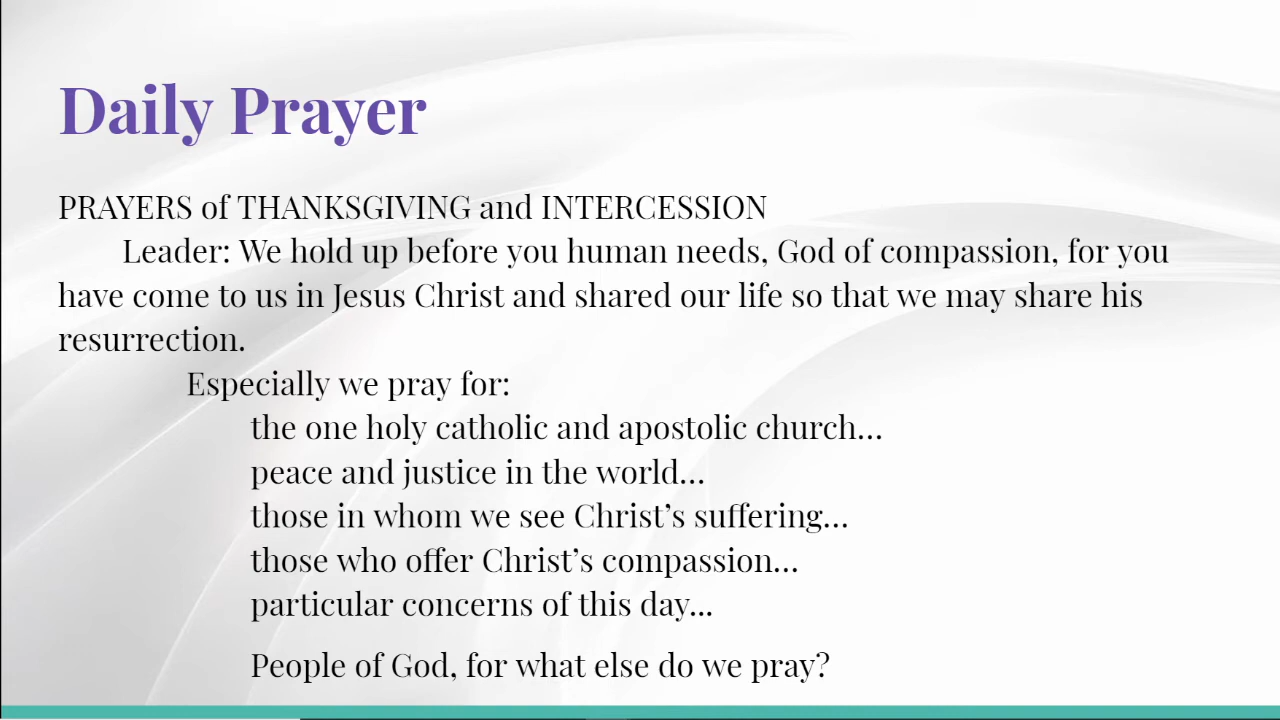 Daily Prayer
PRAYERS of THANKSGIVING and INTERCESSION
Leader: We hold up before you human needs, God of compassion, for you
have come to us in Jesus Christ and shared our life so that we may share his
resurrection.
Especially we pray for:
the one holy catholic and apostolic church…
peace and justice in the world…
those in whom we see Christ’s suffering…
those who offer Christ’s compassion…
particular concerns of this day...
People of God, for what else do we pray?